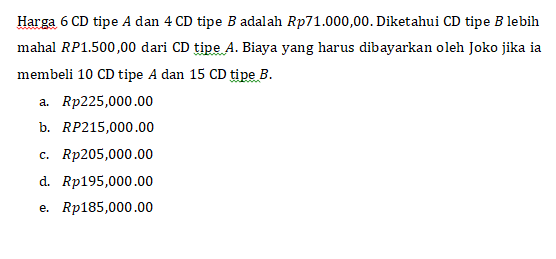 Harga 6 CD tipe A dan 4 CD tipe B adalah Rp71.000,00. Diketahui CD tipe B lebih
mahal RP1.500,00 dari CD tipe A. Biaya yang harus dibayarkan oleh Joko jika ia
membeli 10 CD tipe A dan 15 CD tipe B.
a. Rp225,000.00
b. RP215,000.00
c. Rp205,000.00
d. Rp195,000.00
e. Rp185,000.00